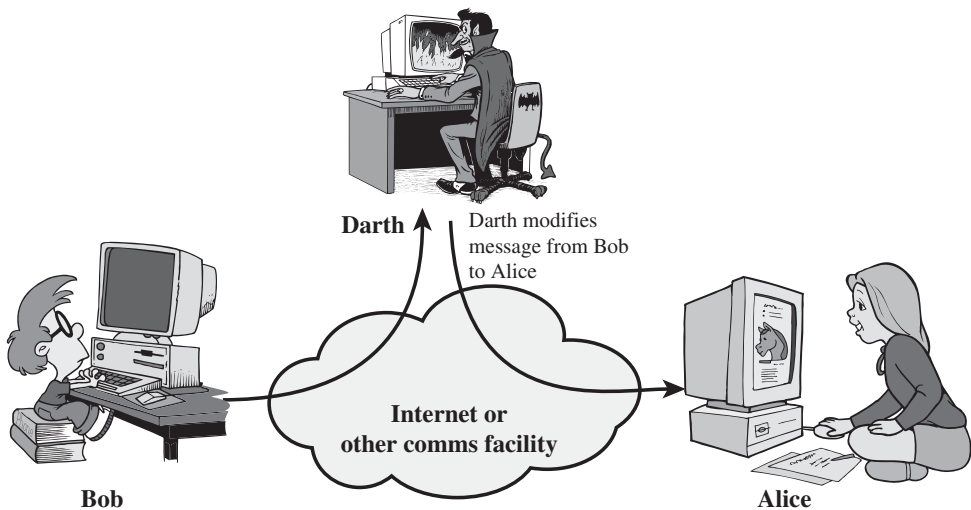 Darth
Darth modifies
message from Bob
to Alice
Internet or
other comms facility
Bob
Alice